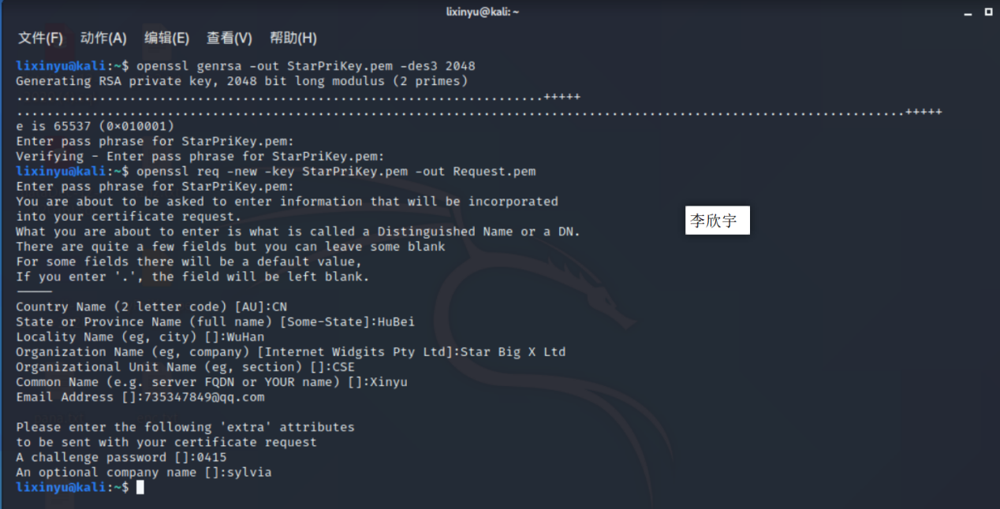 lixinyu@kali: ~
文件(F) 动作(A) 编辑(E) 查看(V) 帮助(H)
lixinyu@kali:~$ openssl genrsa -out StarPriKey.pem -des3 2048
Generating RSA private key, 2048 bit long modulus (2 primes)
......................................................................+++++
......................................................................................................................+++++
e is 65537 (0×010001)
Enter pass phrase for StarPriKey.pem:
Verifying - Enter pass phrase for StarPriKey.pem:
lixinyu@kali:~$ openssl req -new -key StarPriKey.pem -out Request.pem
Enter pass phrase for StarPriKey.pem:
You are about to be asked to enter information that will be incorporated
into your certificate request.
What you are about to enter is what is called a Distinguished Name or a DN.
There are quite a few fields but you can leave some blank
For some fields there will be a default value,
If you enter '.', the field will be left blank.
-----
Country Name (2 letter code) [AU]:CN
State or Province Name (full name) [Some-State]:HuBei
Locality Name (eg, city) []:WuHan
Organization Name (eg, company) [Internet Widgits Pty Ltd]:Star Big X Ltd
Organizational Unit Name (eg, section) []:CSE
Common Name (e.g. server FQDN or YOUR name) []:Xinyu
Email Address []:735347849@qq.com
Please enter the following 'extra' attributes
to be sent with your certificate request
A challenge password []:0415
An optional company name []:sylvia
lixinyu@kali:~$
李欣宇